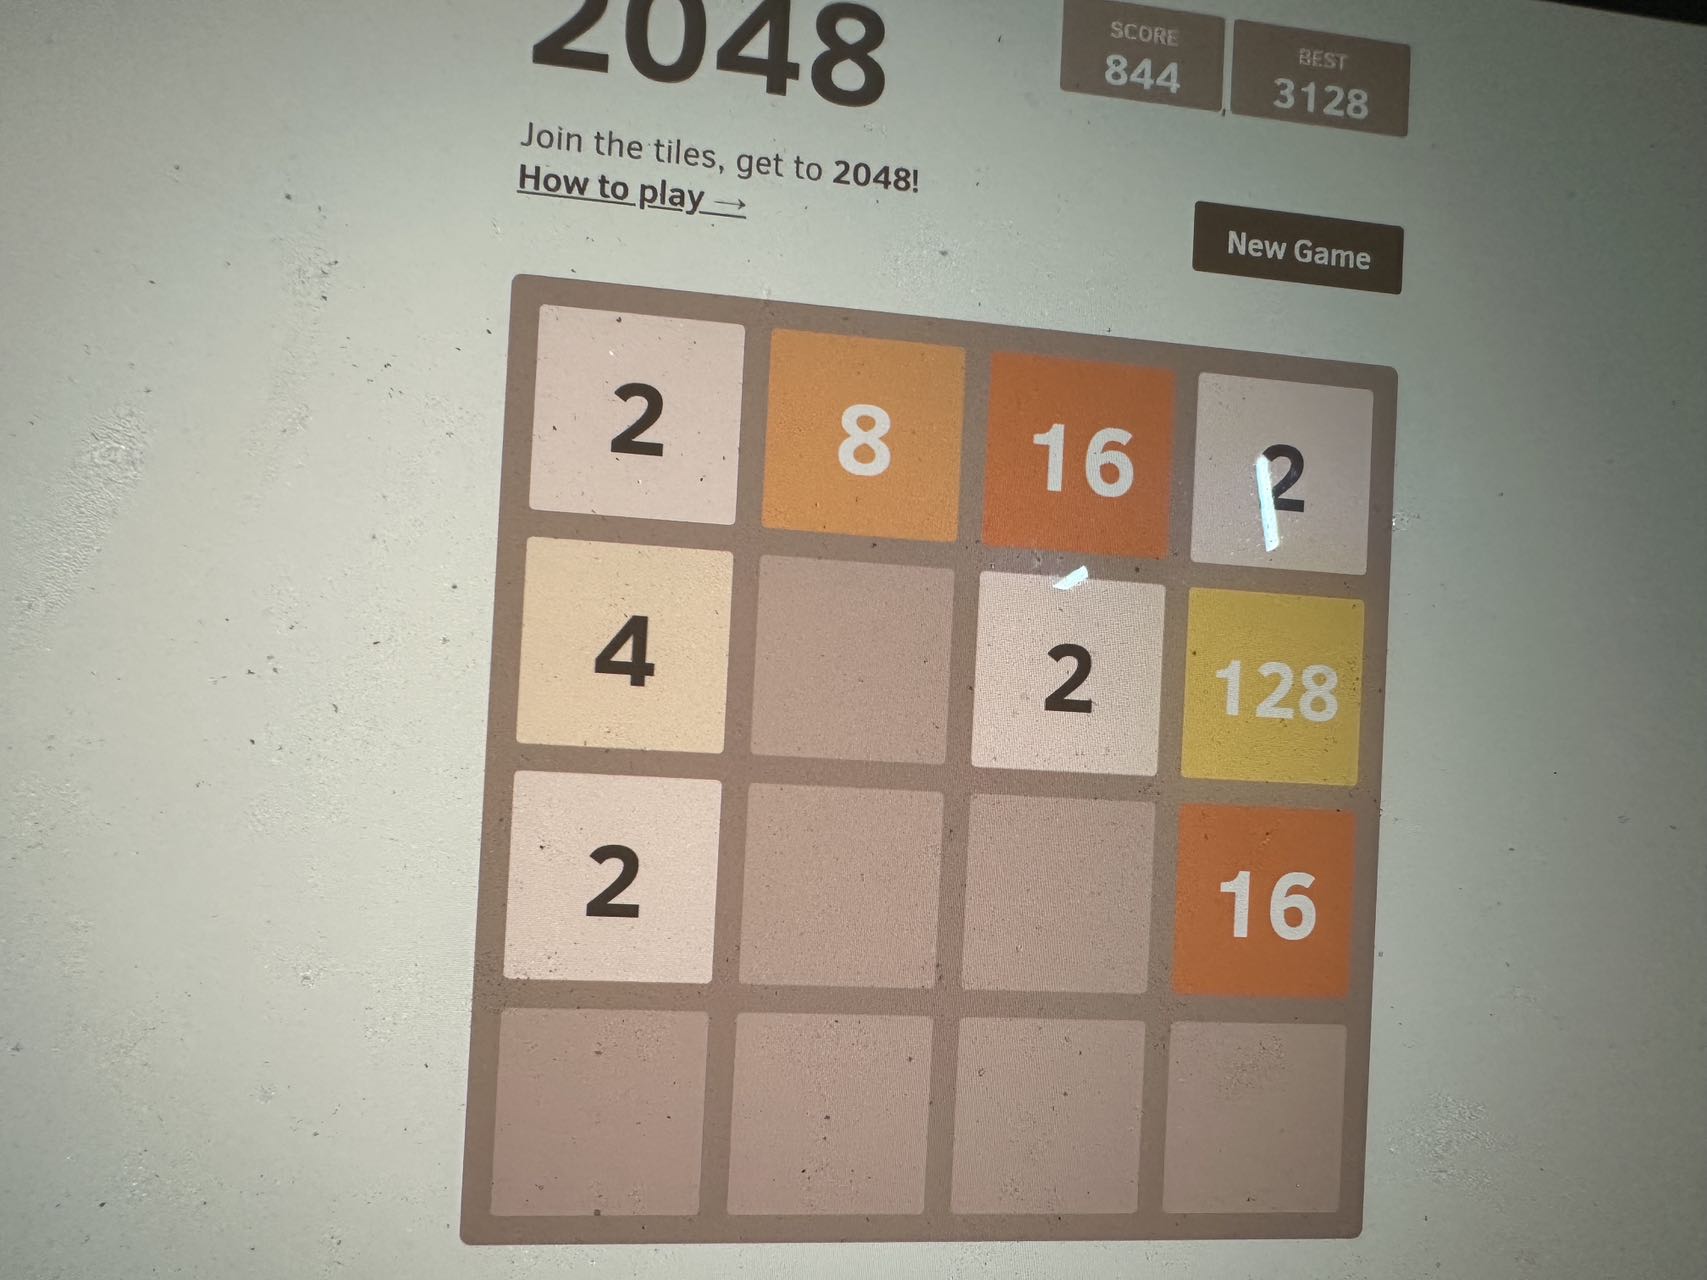 2048
SCORE
844
BEST
3128
Join the tiles, get to 2048!
How to play →
New Game
2 8 16 2
4 2 128
2 16